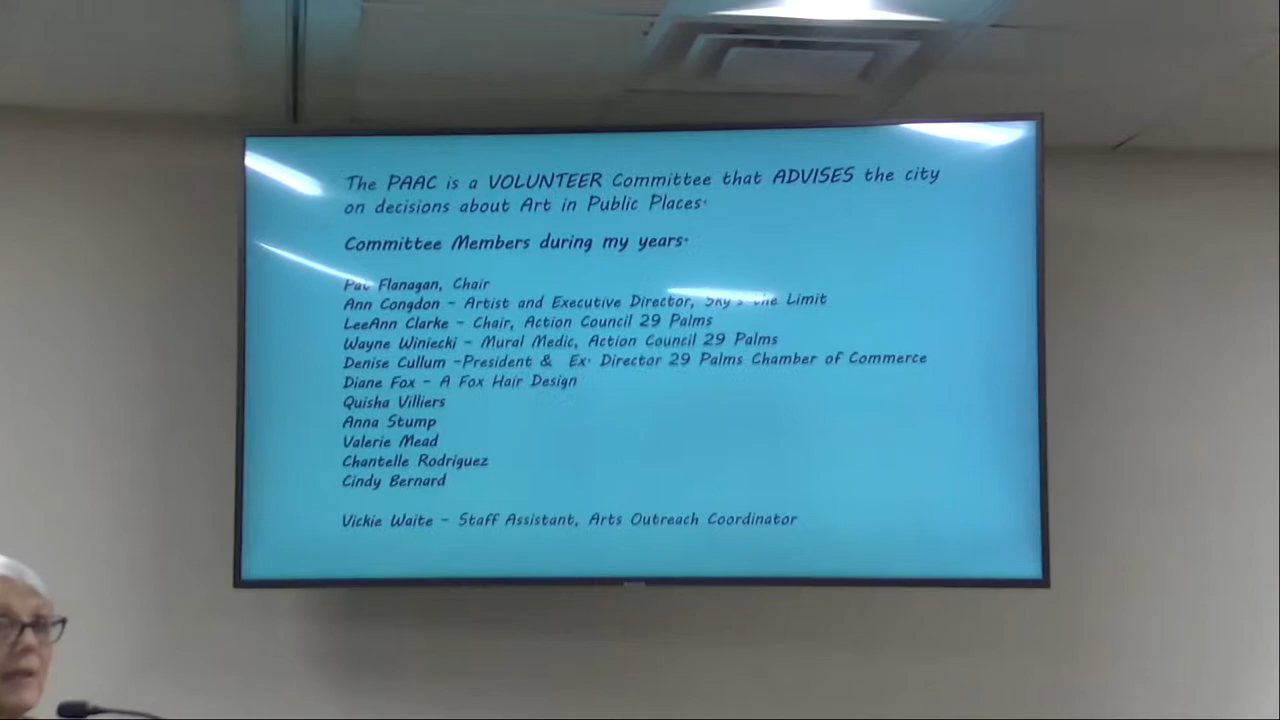 The PAAC is a VOLUNTEER Committee that ADVISES the city
on decisions about Art in Public Places.
Committee Members during my years.
Pat Flanagan, Chair
Ann Congdon - Artist and Executive Director, Sky's the Limit
LeeAnn Clarke - Chair, Action Council 29 Palms
Wayne Winiecki - Mural Medic, Action Council 29 Palms
Denise Cullum -President & Ex. Director 29 Palms Chamber of Commerce
Diane Fox - A Fox Hair Design
Quisha Villiers
Anna Stump
Valerie Mead
Chantelle Rodriguez
Cindy Bernard
Vickie Waite - Staff Assistant, Arts Outreach Coordinator